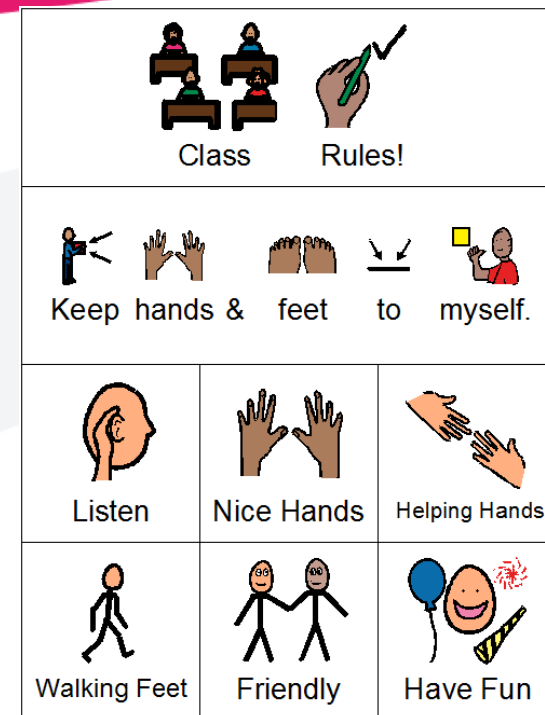 Class Rules!
Keep hands & feet to myself.
Listen
Nice Hands
Helping Hands
Walking Feet
Friendly
Have Fun